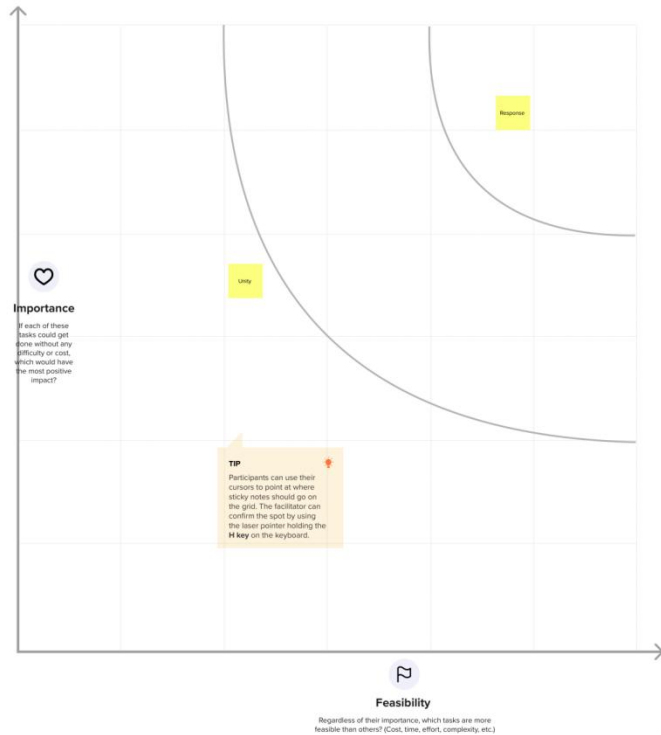 Response
Unity
Importance
If each of these
tasks could get
done without any
difficulty or cost,
which would have
the most positive
impact?
TIP
Participants can use their
cursors to point at where
sticky notes should go on
the grid. The facilitator can
confirm the spot by using
the laser pointer holding the
H key on the keyboard.
Feasibility
Regardless of their importance, which tasks are more
feasible than others? (Cost, time, effort, complexity, etc.)